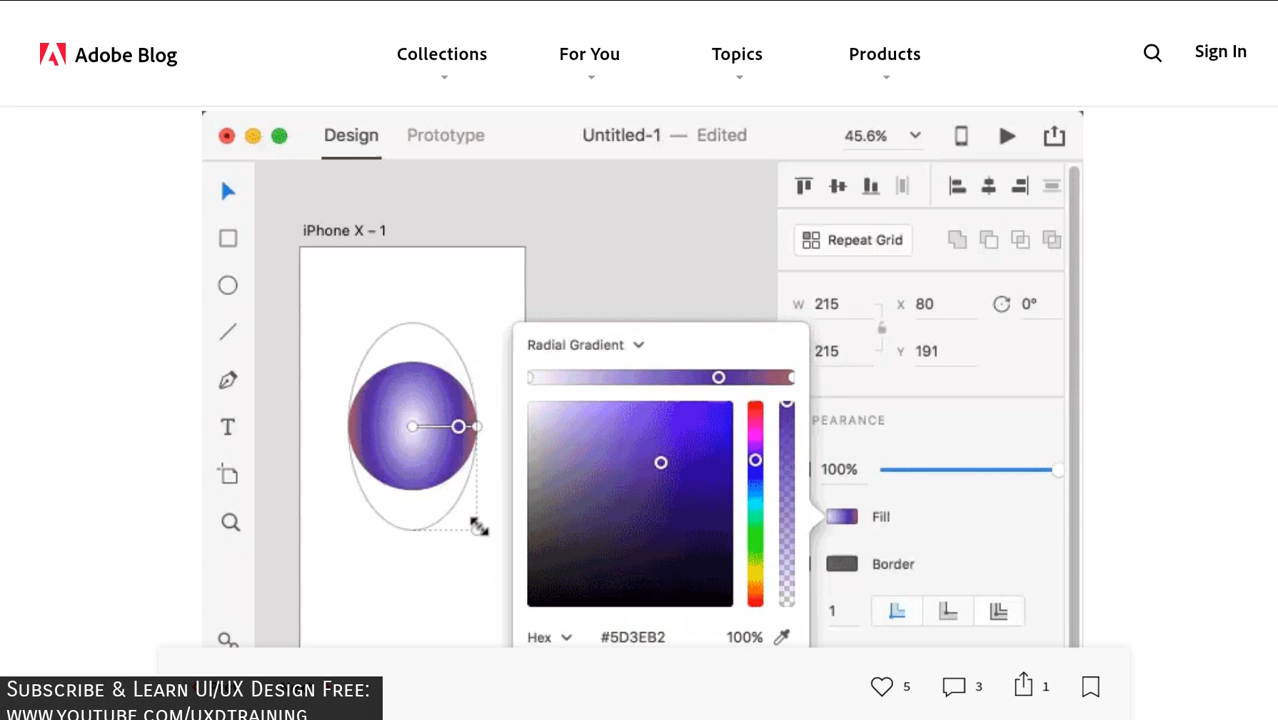 Adobe Blog
Collections
For You
Topics
Products
Sign In
Design
Prototype
Untitled-1 — Edited
45.6%
iPhone X – 1
Repeat Grid
W 215
X 80
0°
215
Y 191
Radial Gradient
PEARANCE
100%
Fill
Border
1
Hex
#5D3EB2
100%
5
3
1
Subscribe & Learn UI/UX Design Free:
www.youtube.com/uxdtraining